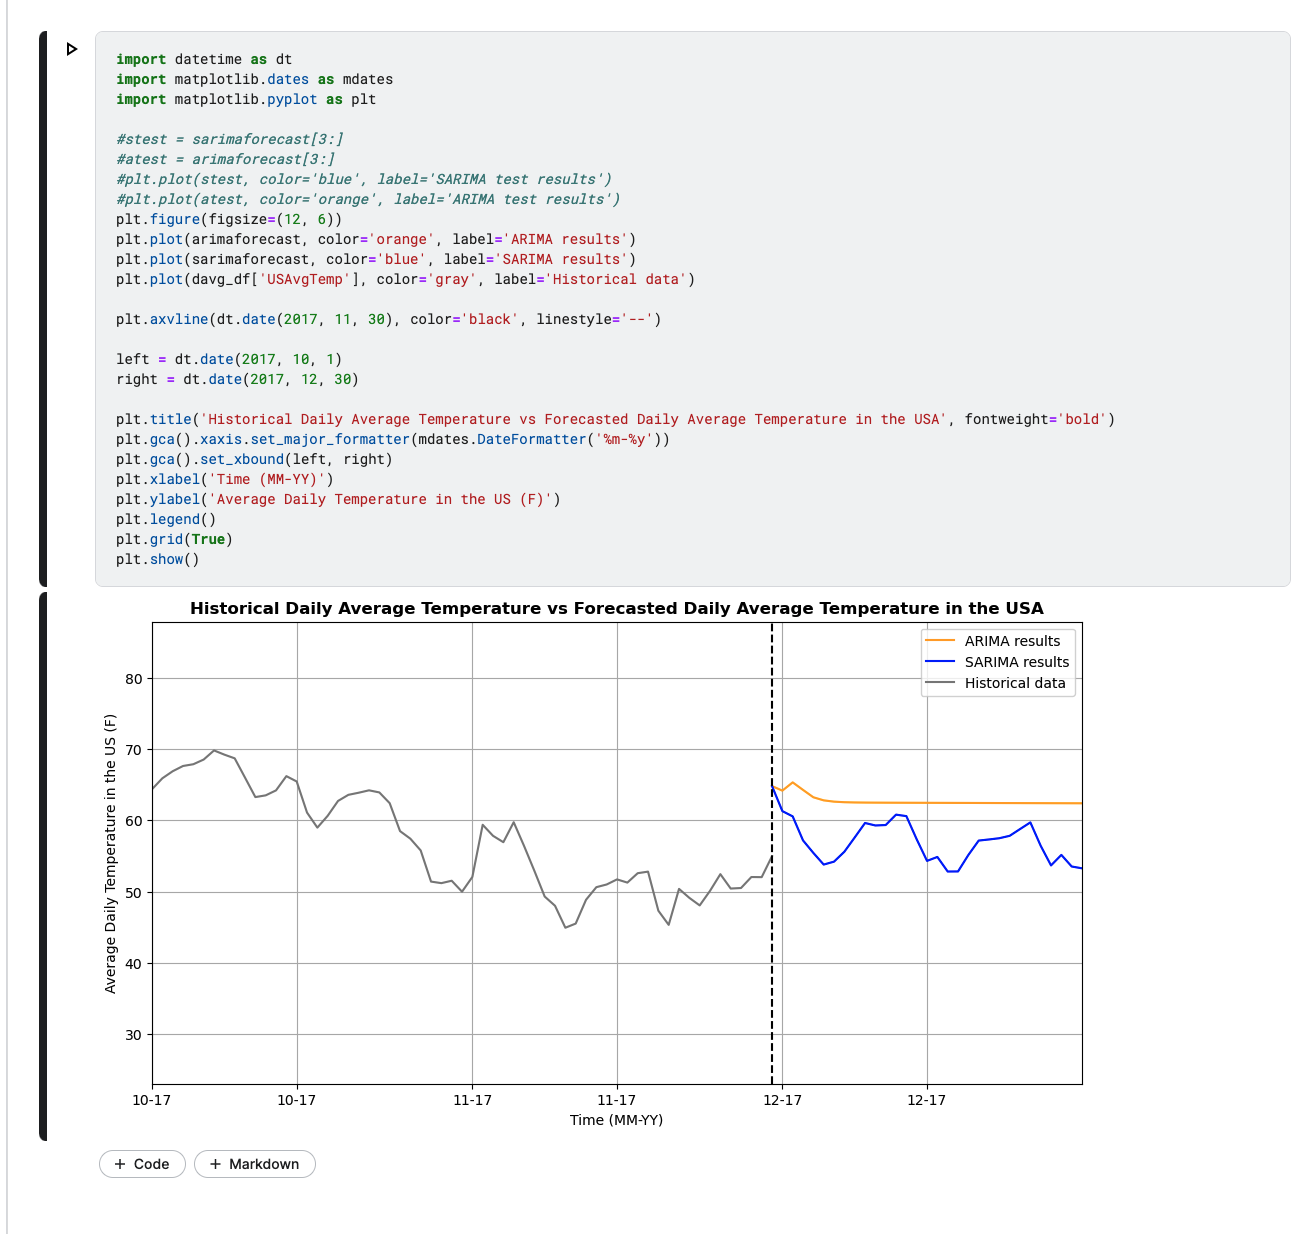 import datetime as dt
import matplotlib.dates as mdates
import matplotlib.pyplot as plt
#stest = sarimaforecast[3:]
#atest = arimaforecast[3:]
#plt.plot(stest, color='blue', label='SARIMA test results')
#plt.plot(atest, color='orange', label='ARIMA test results')
plt.figure(figsize=(12, 6))
plt.plot(arimaforecast, color='orange', label='ARIMA results')
plt.plot(sarimaforecast, color='blue', label='SARIMA results')
plt.plot(davg_df['USAvgTemp'], color='gray', label='Historical data')
plt.axvline(dt.date(2017, 11, 30), color='black', linestyle='--')
left = dt.date(2017, 10, 1)
right = dt.date(2017, 12, 30)
plt.title('Historical Daily Average Temperature vs Forecasted Daily Average Temperature in the USA', fontweight='bold')
plt.gca().xaxis.set_major_formatter(mdates.DateFormatter('%m-%y'))
plt.gca().set_xbound(left, right)
plt.xlabel('Time (MM-YY)')
plt.ylabel('Average Daily Temperature in the US (F)')
plt.legend()
plt.grid(True)
plt.show()
Historical Daily Average Temperature vs Forecasted Daily Average Temperature in the USA
ARIMA results
SARIMA results
Historical data
Average Daily Temperature in the US (F)
80
70
60
50
40
30
10-17 10-17 11-17 11-17 12-17 12-17
Time (MM-YY)
+ Code + Markdown